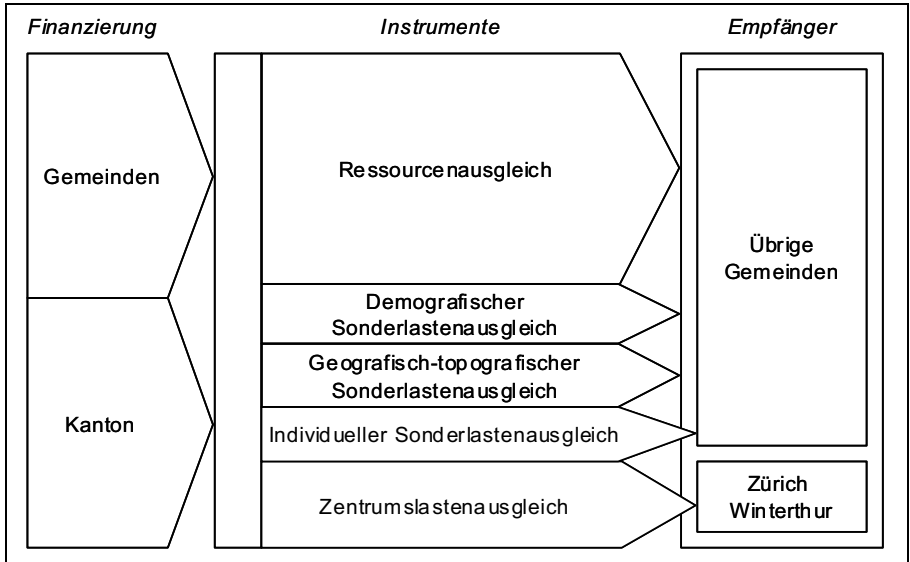 Finanzierung
Instrumente
Empfänger
Gemeinden
Ressourcenausgleich
Übrige
Gemeinden
Demografischer
Sonderlastenausgleich
Geografisch-topografischer
Sonderlastenausgleich
Kanton
Individueller Sonderlastenausgleich
Zentrumslastenausgleich
Zürich
Winterthur